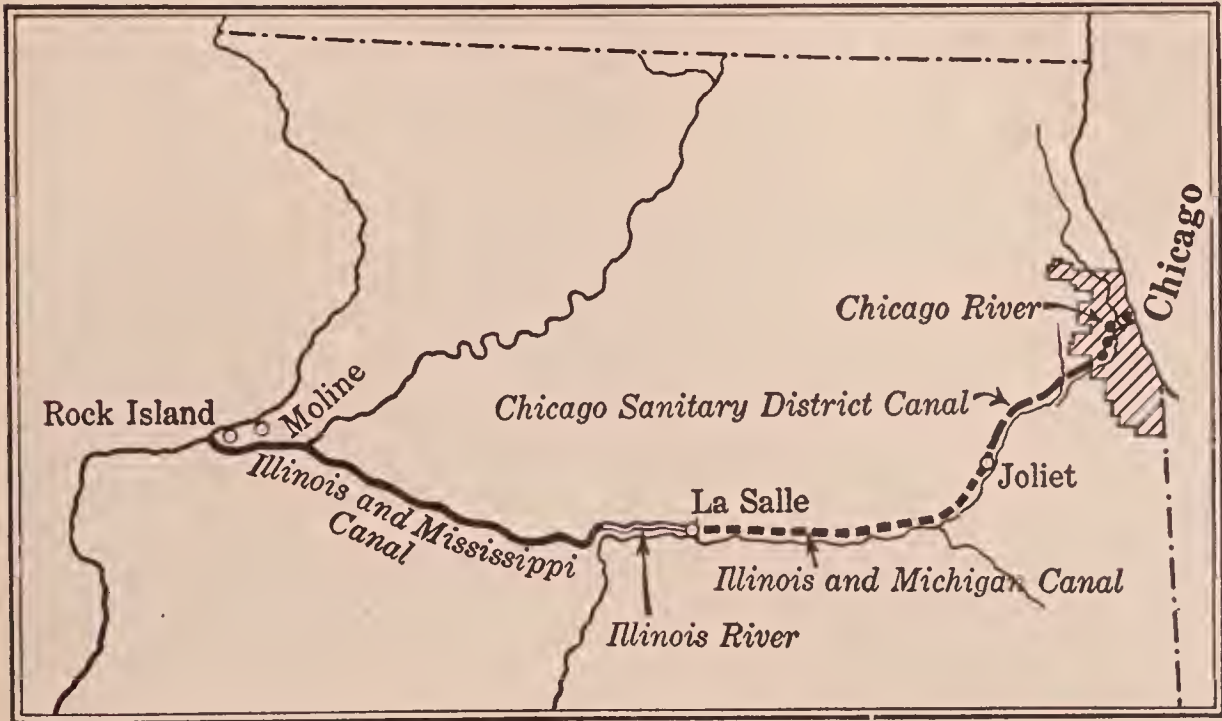 Chicago
Chicago River
Rock Island
Moline
Chicago Sanitary District Canal
Illinois and Mississippi
Canal
La Salle
Joliet
Illinois and Michigan Canal
Illinois River